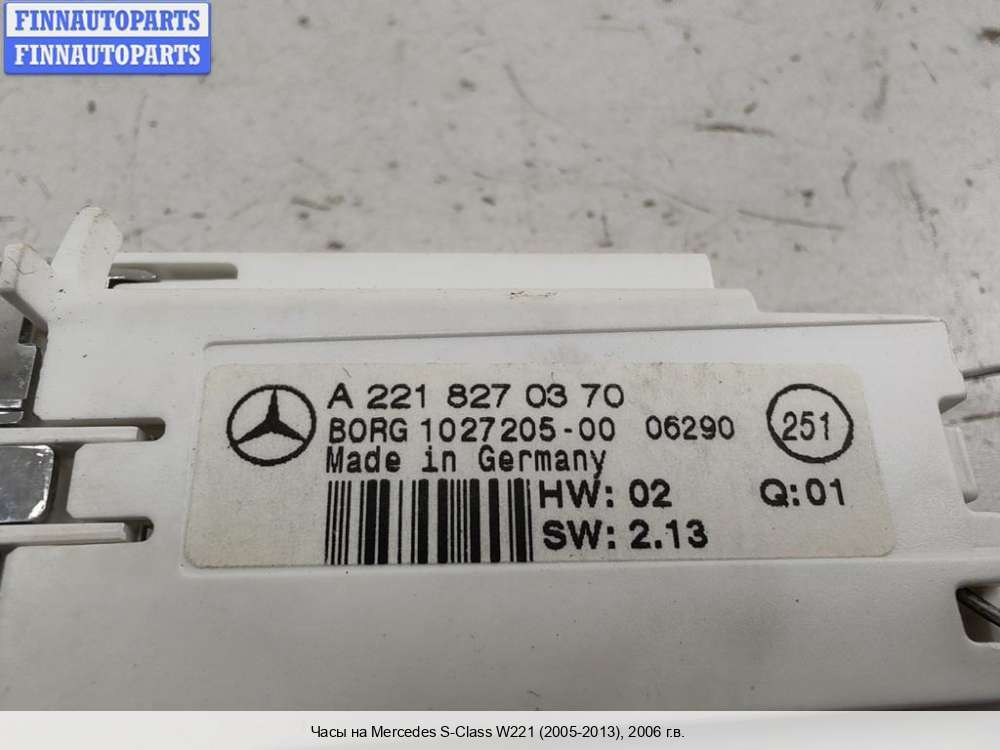 FINNAUTOPARTS
FINNAUTOPARTS
A 221 827 03 70
BORG 1027205-00 06290
251
Made in Germany
HW: 02 Q:01
SW: 2.13
Часы на Mercedes S-Class W221 (2005-2013), 2006 г.в.